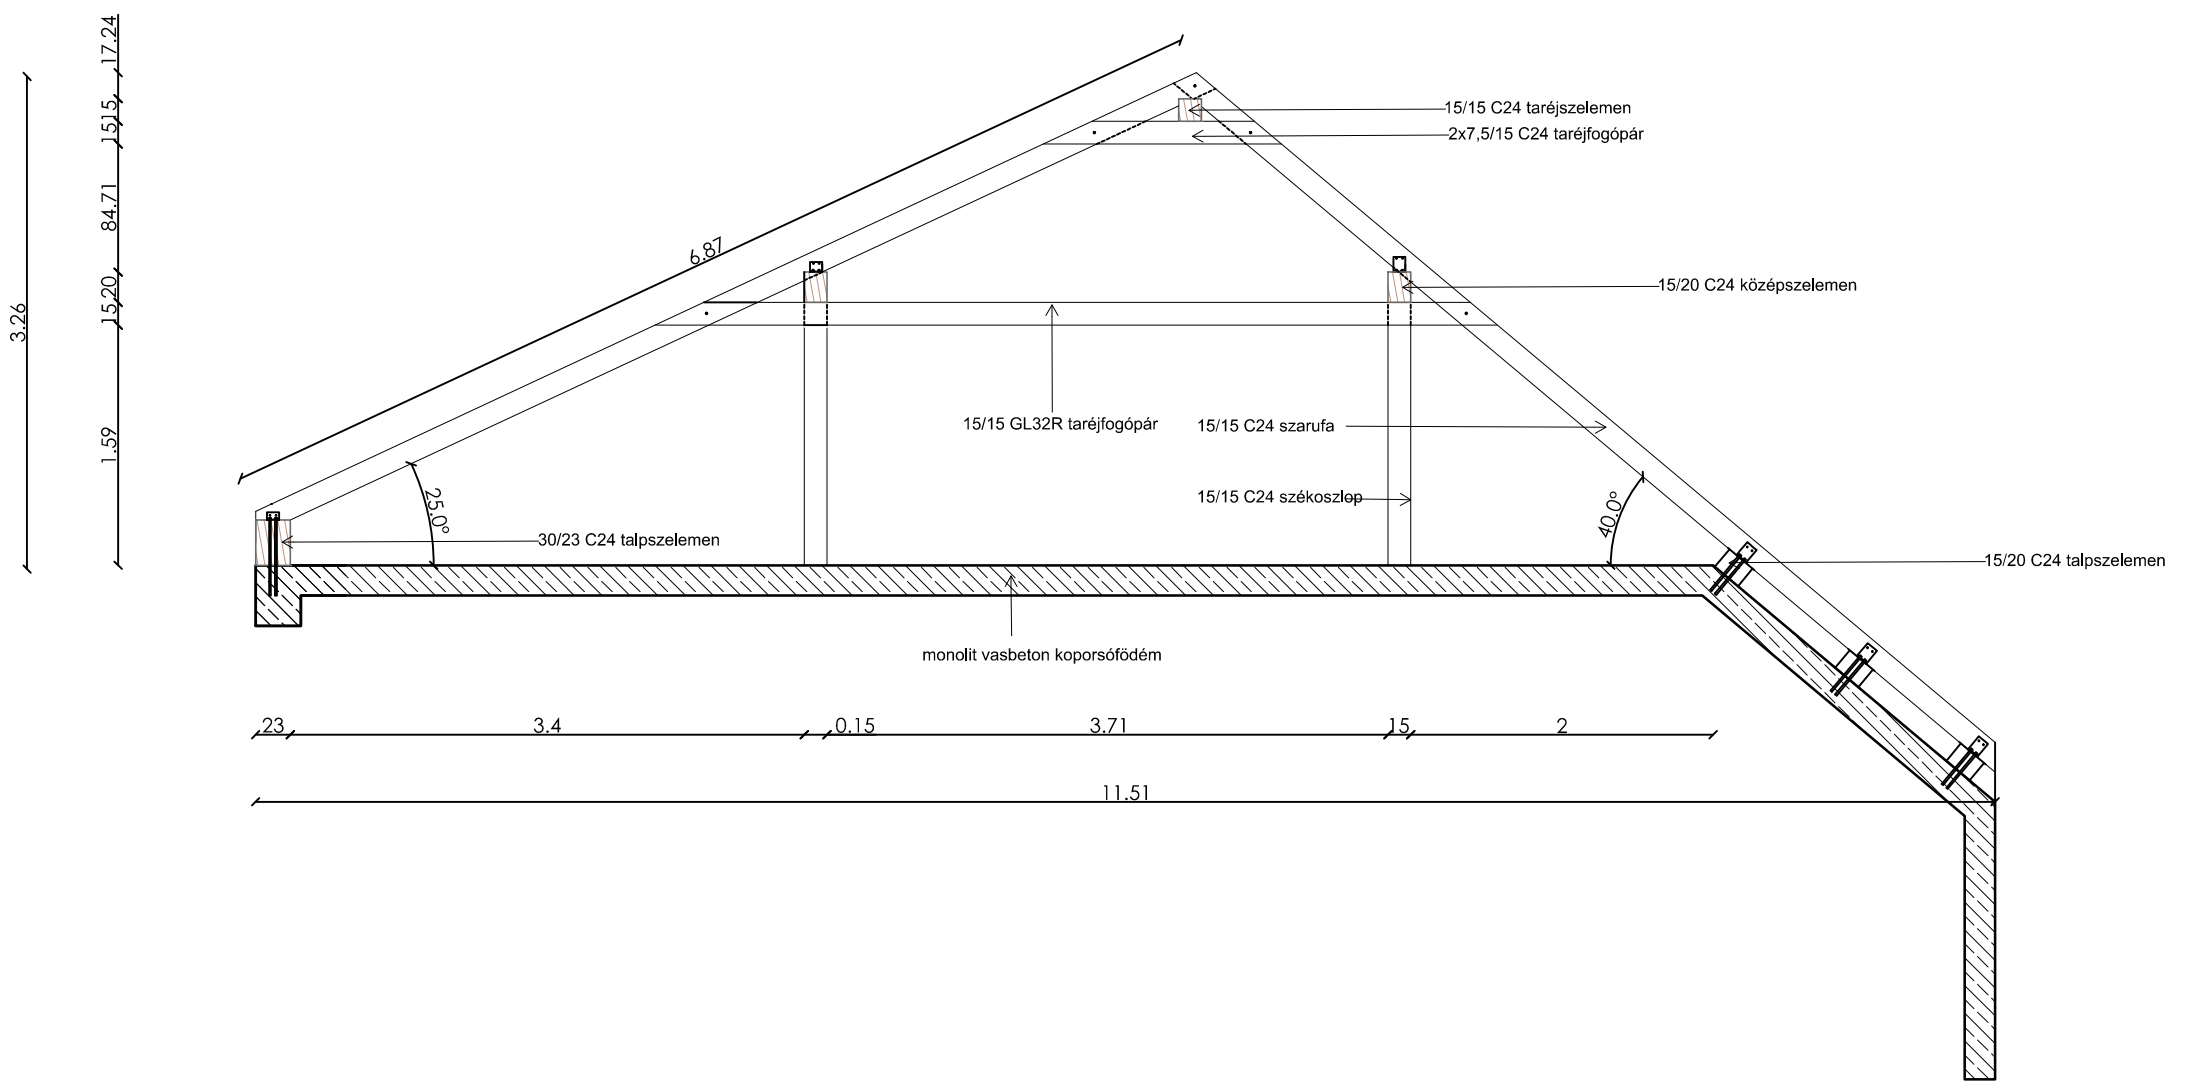 17.24
15
15
84.71
20
15
1.59
3.26
6.87
15/15 C24 taréjszelemen
2x7,5/15 C24 taréjfogópár
15/20 C24 középszelemen
15/15 GL32R taréjfogópár
15/15 C24 szarufa
25.0°
15/15 C24 székoszlop
40.0°
30/23 C24 talpszelemen
15/20 C24 talpszelemen
monolit vasbeton koporsófödém
23
3.4
0.15
3.71
15
2
11.51